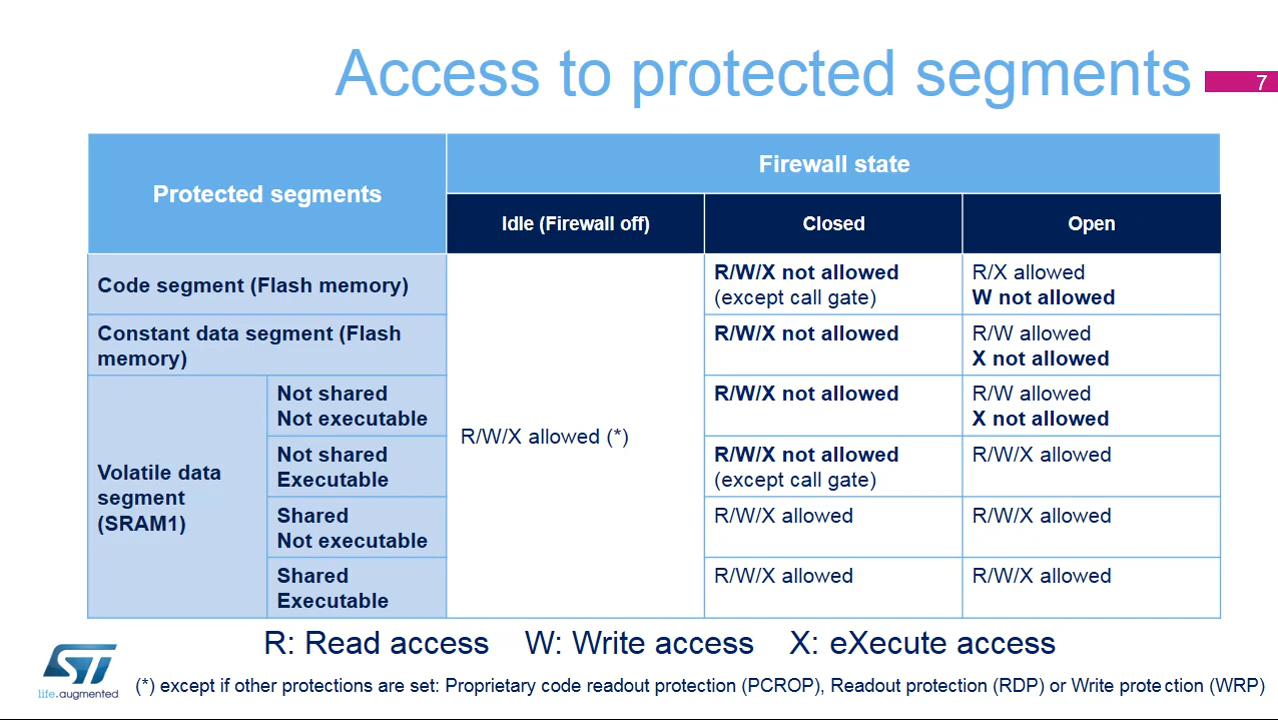 Access to protected segments
7
Protected segments
Firewall state
Idle (Firewall off)
Closed
Open
Code segment (Flash memory)
R/W/X allowed (*)
R/W/X not allowed
(except call gate)
R/X allowed
W not allowed
Constant data segment (Flash
memory)
R/W/X not allowed
R/W allowed
X not allowed
Volatile data
segment
(SRAM1)
Not shared
Not executable
R/W/X not allowed
R/W allowed
X not allowed
Not shared
Executable
R/W/X not allowed
(except call gate)
R/W/X allowed
Shared
Not executable
R/W/X allowed
R/W/X allowed
Shared
Executable
R/W/X allowed
R/W/X allowed
R: Read access W: Write access X: eXecute access
ST
life.augmented
(*) except if other protections are set: Proprietary code readout protection (PCROP), Readout protection (RDP) or Write protection (WRP)